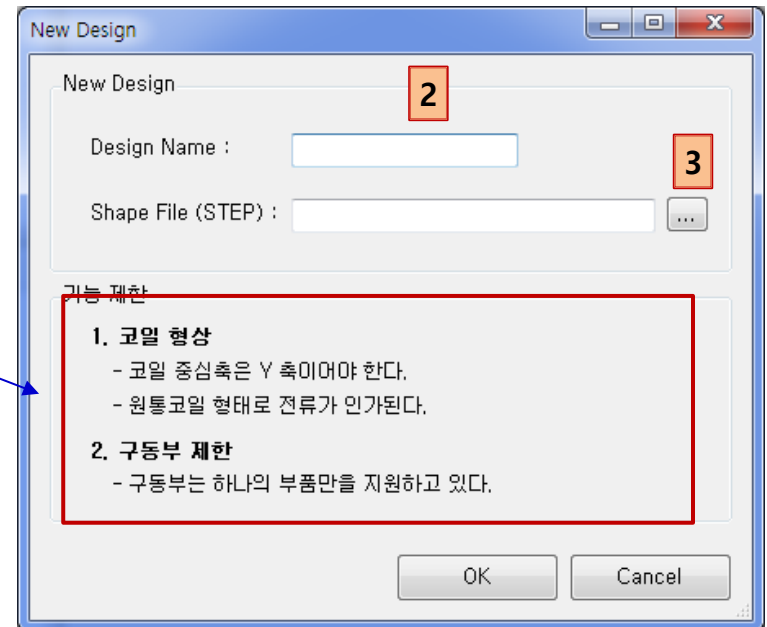 New Design
New Design
2
Design Name :
3
Shape File (STEP) :
...
기능 제한
1. 코일 형상
- 코일 중심축은 Y 축이어야 한다.
- 원통코일 형태로 전류가 인가된다.
2. 구동부 제한
- 구동부는 하나의 부품만을 지원하고 있다.
OK
Cancel